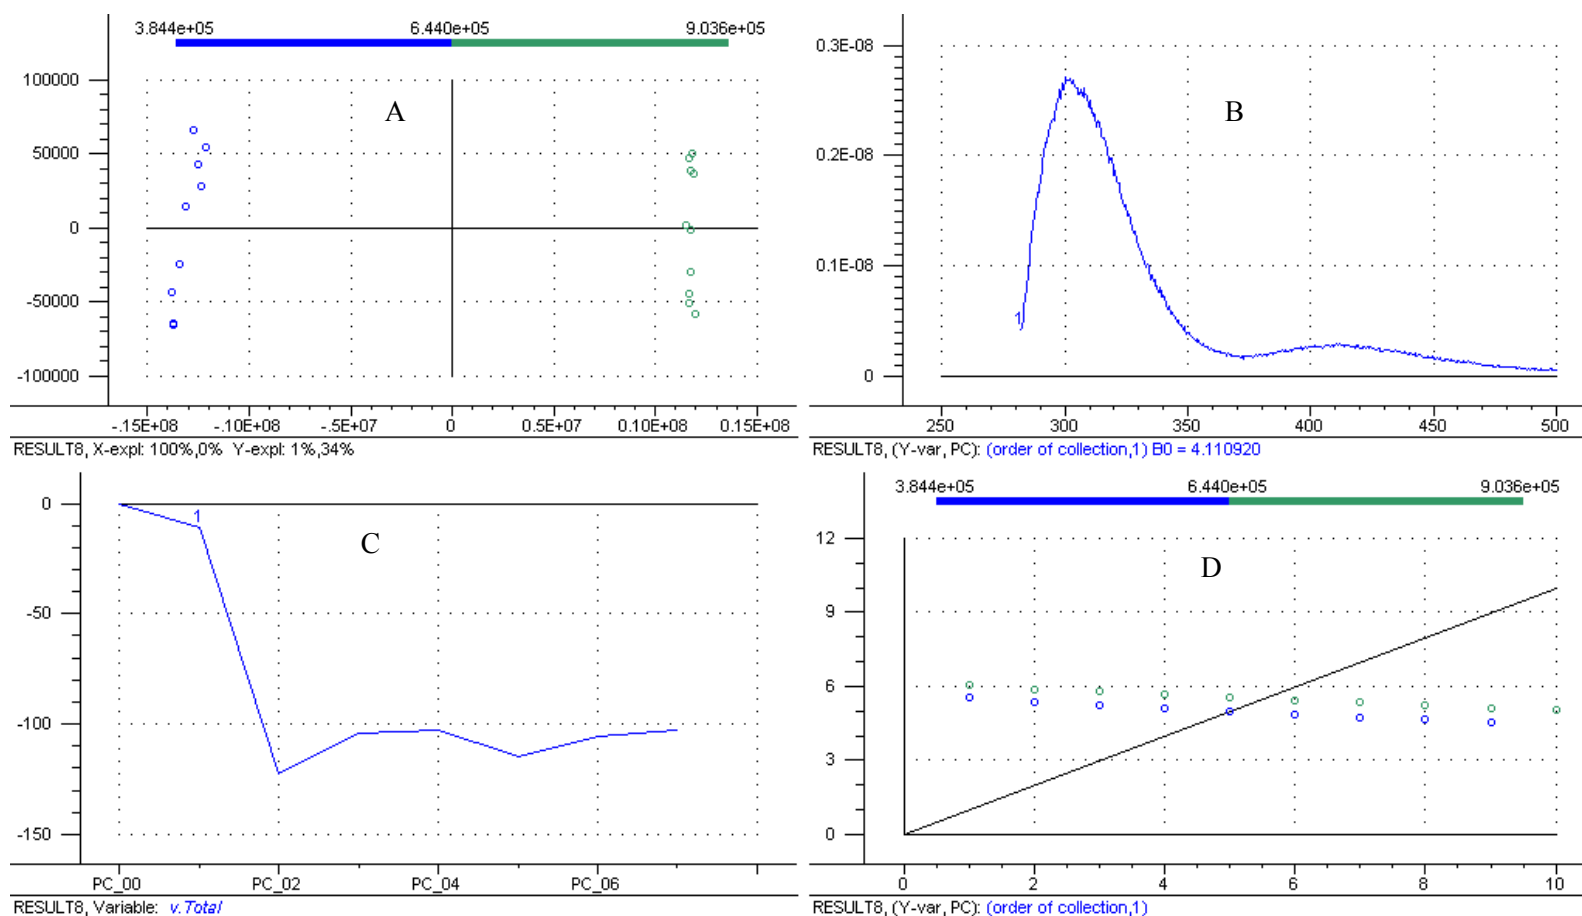 3.844e+05 6.440e+05 9.036e+05
100000
50000
0
-50000
-100000
A
-.15E+08 -.10E+08 -.5E+07 0 0.5E+07 0.10E+08 0.15E+08
RESULT8, X-expl: 100%,0% Y-expl: 1%,34%
0.3E-08
0.2E-08
0.1E-08
0
B
1
250 300 350 400 450 500
RESULT8, (Y-var, PC): (order of collection,1) B0 = 4.110920
0
-50
-100
-150
1
C
PC_00 PC_02 PC_04 PC_06
RESULT8, Variable: v.Total
3.844e+05 6.440e+05 9.036e+05
12
9
6
3
0
D
0 2 4 6 8 10
RESULT8, (Y-var, PC): (order of collection,1)